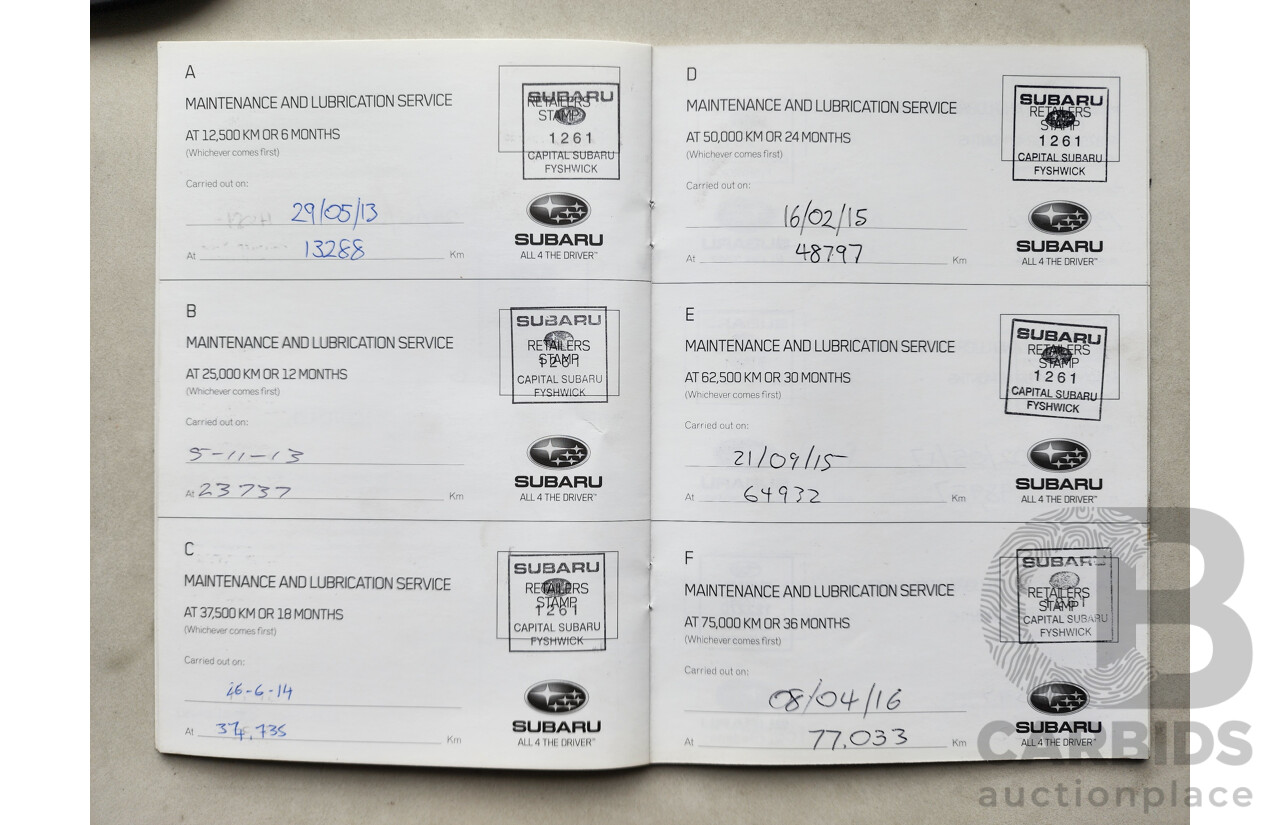 A
MAINTENANCE AND LUBRICATION SERVICE
AT 12,500 KM OR 6 MONTHS
(Whichever comes first)
Carried out on:
29/05/13
At 13288 Km
SUBARU
RETAILERS
STAMP
1261
CAPITAL SUBARU
FYSHWICK
SUBARU
ALL 4 THE DRIVER™
B
MAINTENANCE AND LUBRICATION SERVICE
AT 25,000 KM OR 12 MONTHS
(Whichever comes first)
Carried out on:
5-11-13
At 23737 Km
SUBARU
RETAILERS
STAMP
1261
CAPITAL SUBARU
FYSHWICK
SUBARU
ALL 4 THE DRIVER™
C
MAINTENANCE AND LUBRICATION SERVICE
AT 37,500 KM OR 18 MONTHS
(Whichever comes first)
Carried out on:
At
Km
SUBARU
RETAILERS
STAMP
1261
CAPITAL SUBARU
FYSHWICK
SUBARU
ALL 4 THE DRIVER™
D
MAINTENANCE AND LUBRICATION SERVICE
AT 50,000 KM OR 24 MONTHS
(Whichever comes first)
Carried out on:
16/02/15
At 48797 Km
SUBARU
RETAILERS
STAMP
1261
CAPITAL SUBARU
FYSHWICK
SUBARU
ALL 4 THE DRIVER™
E
MAINTENANCE AND LUBRICATION SERVICE
AT 62,500 KM OR 30 MONTHS
(Whichever comes first)
Carried out on:
21/09/15
At 64932 Km
SUBARU
RETAILERS
STAMP
1261
CAPITAL SUBARU
FYSHWICK
SUBARU
ALL 4 THE DRIVER™
F
MAINTENANCE AND LUBRICATION SERVICE
AT 75,000 KM OR 36 MONTHS
(Whichever comes first)
Carried out on:
08/04/16
At 77.033 Km
SUBARU
RETAILERS
STAMP
1261
CAPITAL SUBARU
FYSHWICK
SUBARU
ALL 4 THE DRIVER™
CARBIDS
auctionplace